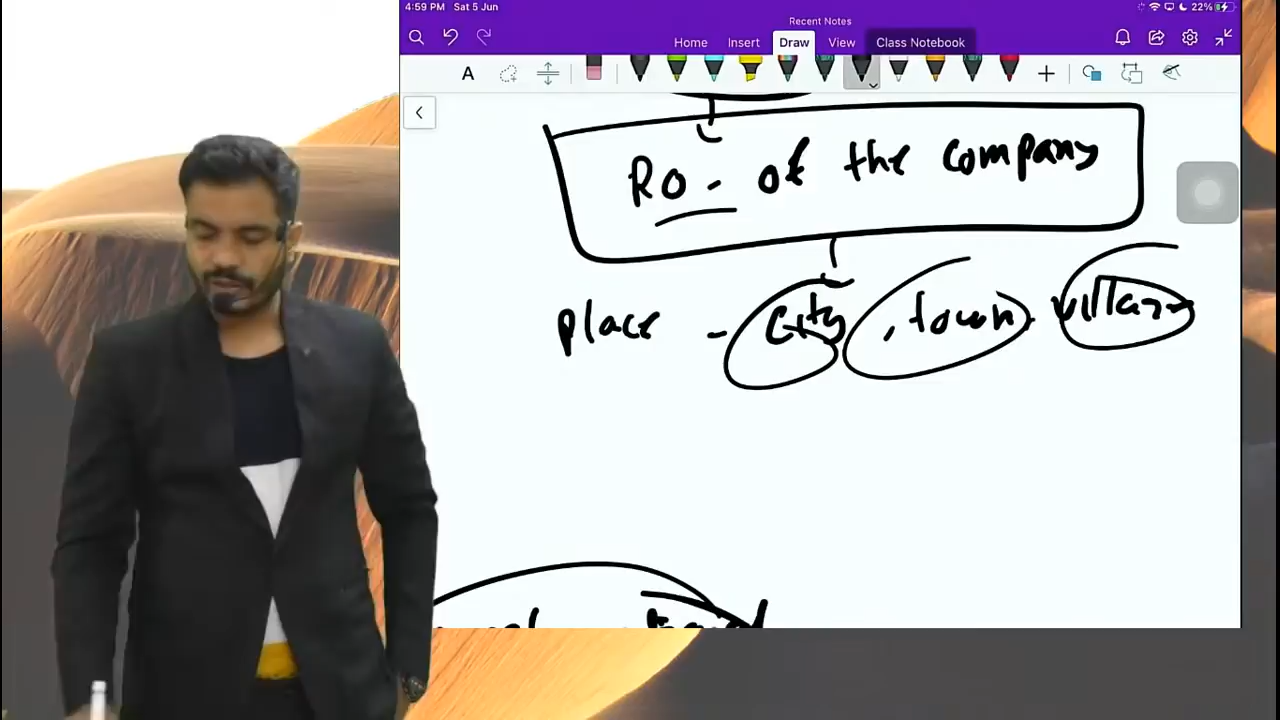 4:59 PM Sat 5 Jun
22%
Recent Notes
Home Insert Draw View Class Notebook
A
RO - of the company
place - City, town, village